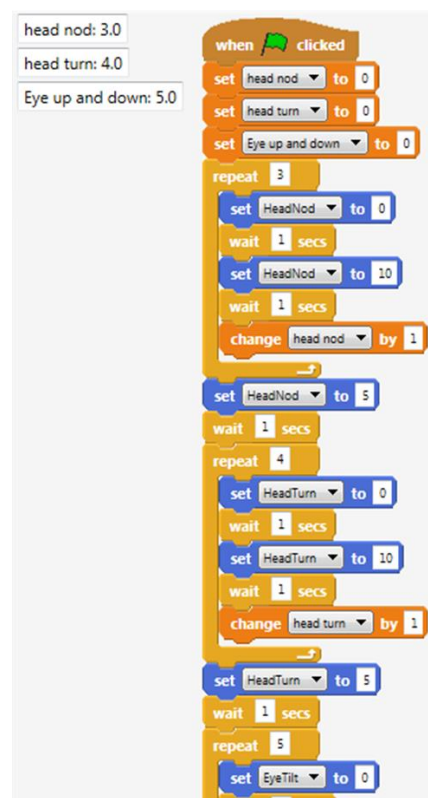 head nod: 3.0
head turn: 4.0
Eye up and down: 5.0
when clicked
set head nod to 0
set head turn to 0
set Eye up and down to 0
repeat 3
set HeadNod to 0
wait 1 secs
set HeadNod to 10
wait 1 secs
change head nod by 1
set HeadNod to 5
wait 1 secs
repeat 4
set HeadTurn to 0
wait 1 secs
set HeadTurn to 10
wait 1 secs
change head turn by 1
set HeadTurn to 5
wait 1 secs
repeat 5
set EyeTilt to 0